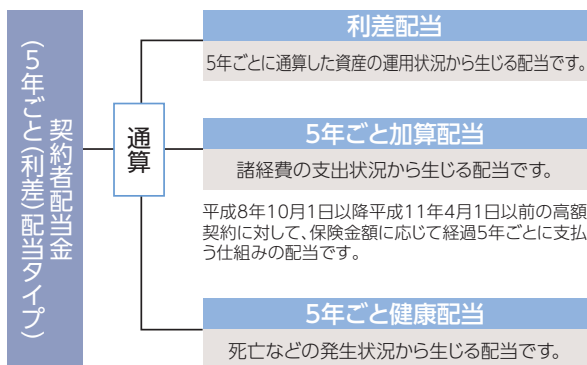 契約者配当金
(5年ごと(利差)配当タイプ)
通算
利差配当
5年ごとに通算した資産の運用状況から生じる配当です。
5年ごと加算配当
諸経費の支出状況から生じる配当です。
平成8年10月1日以降平成11年4月1日以前の高額
契約に対して、保険金額に応じて経過5年ごとに支払
う仕組みの配当です。
5年ごと健康配当
死亡などの発生状況から生じる配当です。